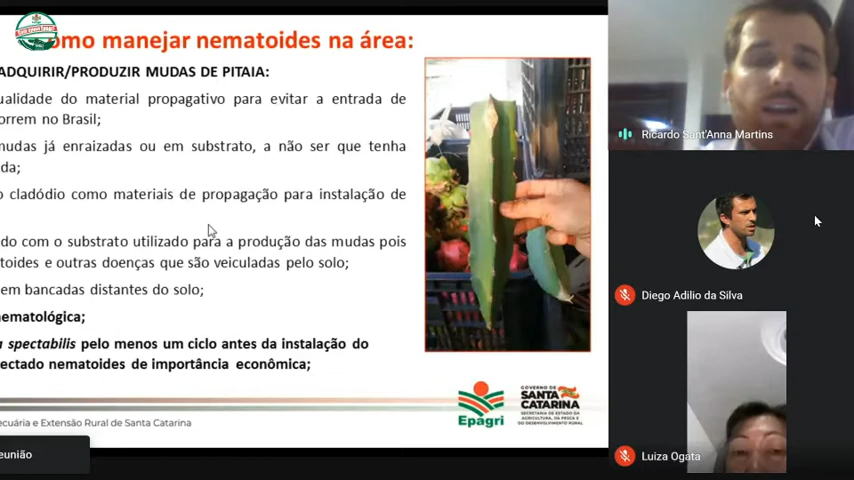 omo manejar nematoides na área:
ADQUIRIR/PRODUZIR MUDAS DE PITAIA:
ualidade do material propagativo para evitar a entrada de
orrem no Brasil;
mudas já enraizadas ou em substrato, a não ser que tenha
da;
o cladódio como materiais de propagação para instalação de
do com o substrato utilizado para a produção das mudas pois
toides e outras doenças que são veiculadas pelo solo;
em bancadas distantes do solo;
nematológica;
a spectabilis pelo menos um ciclo antes da instalação do
ectado nematoides de importância econômica;
Epagri
GOVERNO DE
SANTA
CATARINA
SECRETARIA DE ESTADO DA
AGRICULTURA, DA PESCA E
DO DESENVOLVIMENTO RURAL
ecuária e Extensão Rural de Santa Catarina
eunião
Ricardo Sant'Anna Martins
Diego Adilio da Silva
Luiza Ogata